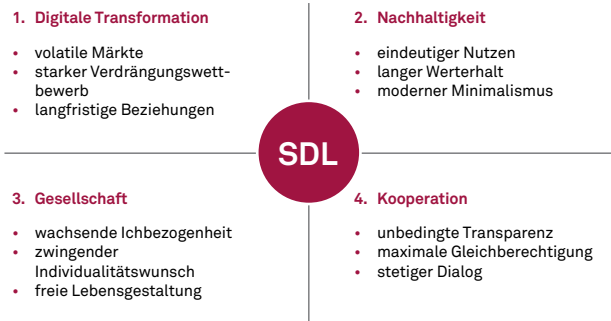 1. Digitale Transformation
• volatile Märkte
• starker Verdrängungswett-
bewerb
• langfristige Beziehungen
2. Nachhaltigkeit
• eindeutiger Nutzen
• langer Werterhalt
• moderner Minimalismus
SDL
3. Gesellschaft
• wachsende Ichbezogenheit
• zwingender
Individualitätswunsch
• freie Lebensgestaltung
4. Kooperation
• unbedingte Transparenz
• maximale Gleichberechtigung
• stetiger Dialog